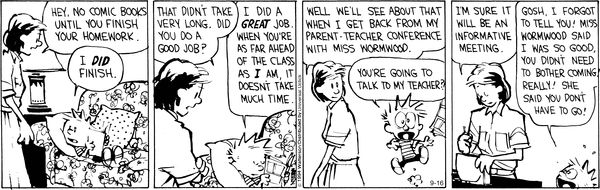 HEY, NO COMIC BOOKS
UNTIL YOU FINISH
YOUR HOMEWORK.
I DID
FINISH.
THAT DIDN'T TAKE
VERY LONG. DID
YOU DO A
GOOD JOB?
I DID A
GREAT JOB.
WHEN YOU'RE
AS FAR AHEAD
OF THE CLASS
AS I AM, IT
DOESN'T TAKE
MUCH TIME.
WELL WE'LL SEE ABOUT THAT
WHEN I GET BACK FROM MY
PARENT-TEACHER CONFERENCE
WITH MISS WORMWOOD.
YOU'RE GOING TO
TALK TO MY TEACHER?
9-16
I'M SURE IT
WILL BE AN
INFORMATIVE
MEETING.
GOSH, I FORGOT
TO TELL YOU! MISS
WORMWOOD SAID
I WAS SO GOOD,
YOU DIDN'T NEED
TO BOTHER COMING!
REALLY! SHE
SAID YOU DON'T
HAVE TO GO!